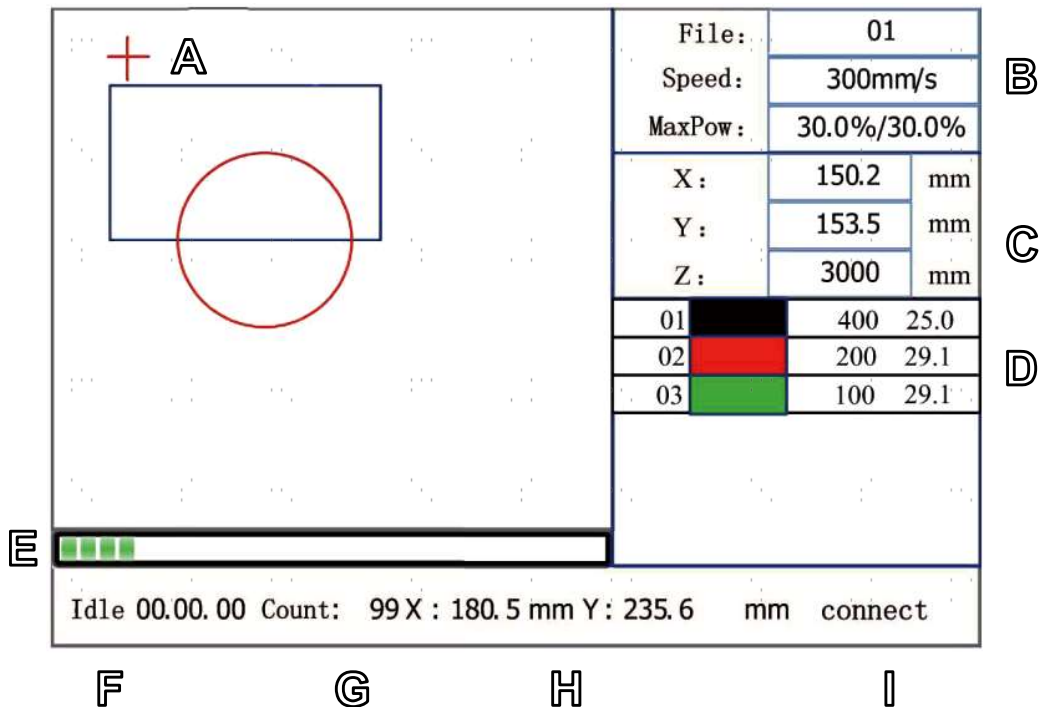 A
File: 01
B
Speed: 300mm/s
MaxPow: 30.0%/30.0%
X: 150.2 mm
Y: 153.5 mm
C
Z: 3000 mm
01 400 25.0
02 200 29.1
D
03 100 29.1
E
Idle 00.00.00 Count: 99 X : 180.5 mm Y : 235.6 mm connect
F G H I